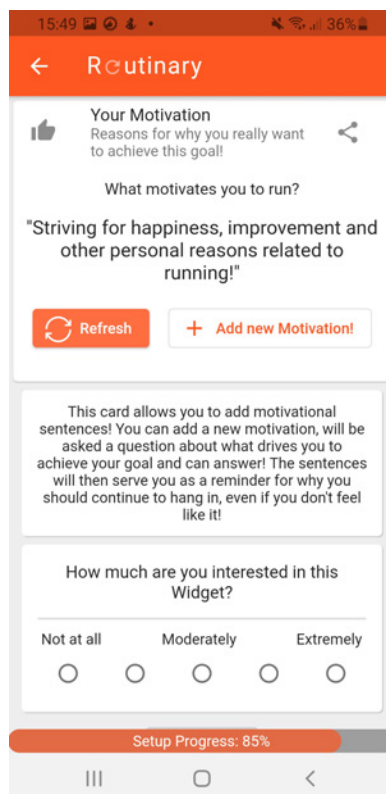 15:49 36%
Routinary
Your Motivation
Reasons for why you really want
to achieve this goal!
What motivates you to run?
"Striving for happiness, improvement and
other personal reasons related to
running!"
Refresh + Add new Motivation!
This card allows you to add motivational
sentences! You can add a new motivation, will be
asked a question about what drives you to
achieve your goal and can answer! The sentences
will then serve you as a reminder for why you
should continue to hang in, even if you don't feel
like it!
How much are you interested in this
Widget?
Not at all Moderately Extremely
Setup Progress: 85%